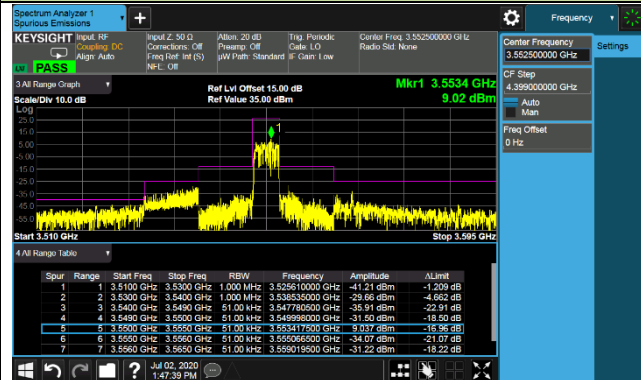 Spectrum Analyzer 1
Spurious Emissions
Frequency
KEYSIGHT Input: RF
Coupling: DC
Align: Auto
Input Z: 50 Ω
Corrections: Off
Freq Ref: Int (S)
NFE: Off
Atten: 20 dB
Preamp: Off
µW Path: Standard
Trig: Periodic
Gate: LO
IF Gain: Low
Center Freq: 3.552500000 GHz
Radio Std: None
LW PASS
Center Frequency
3.552500000 GHz
Settings
CF Step
4.399000000 GHz
Auto
Man
Freq Offset
0 Hz
3 All Range Graph
Scale/Div 10.0 dB
Ref Lvl Offset 15.00 dB
Ref Value 35.00 dBm
Mkr1 3.5534 GHz
9.02 dBm
Log
25.0
15.0
5.00
-5.00
-15.0
-25.0
-35.0
-45.0
-55.0
1
Start 3.510 GHz
Stop 3.595 GHz
4 All Range Table
Spur Range Start Freq Stop Freq RBW Frequency Amplitude ΔLimit
1 1 3.5100 GHz 3.5300 GHz 1.000 MHz 3.525610000 GHz -41.21 dBm -1.209 dB
2 2 3.5300 GHz 3.5400 GHz 1.000 MHz 3.538535000 GHz -29.66 dBm -4.662 dB
3 3 3.5400 GHz 3.5490 GHz 51.00 kHz 3.547780500 GHz -35.91 dBm -22.91 dB
4 4 3.5490 GHz 3.5500 GHz 51.00 kHz 3.549998000 GHz -31.50 dBm -18.50 dB
5 5 3.5500 GHz 3.5550 GHz 51.00 kHz 3.553417500 GHz 9.037 dBm -16.96 dB
6 6 3.5550 GHz 3.5560 GHz 51.00 kHz 3.555066500 GHz -34.07 dBm -21.07 dB
7 7 3.5560 GHz 3.5650 GHz 51.00 kHz 3.559019500 GHz -31.22 dBm -18.22 dB
Jul 02, 2020
1:47:39 PM